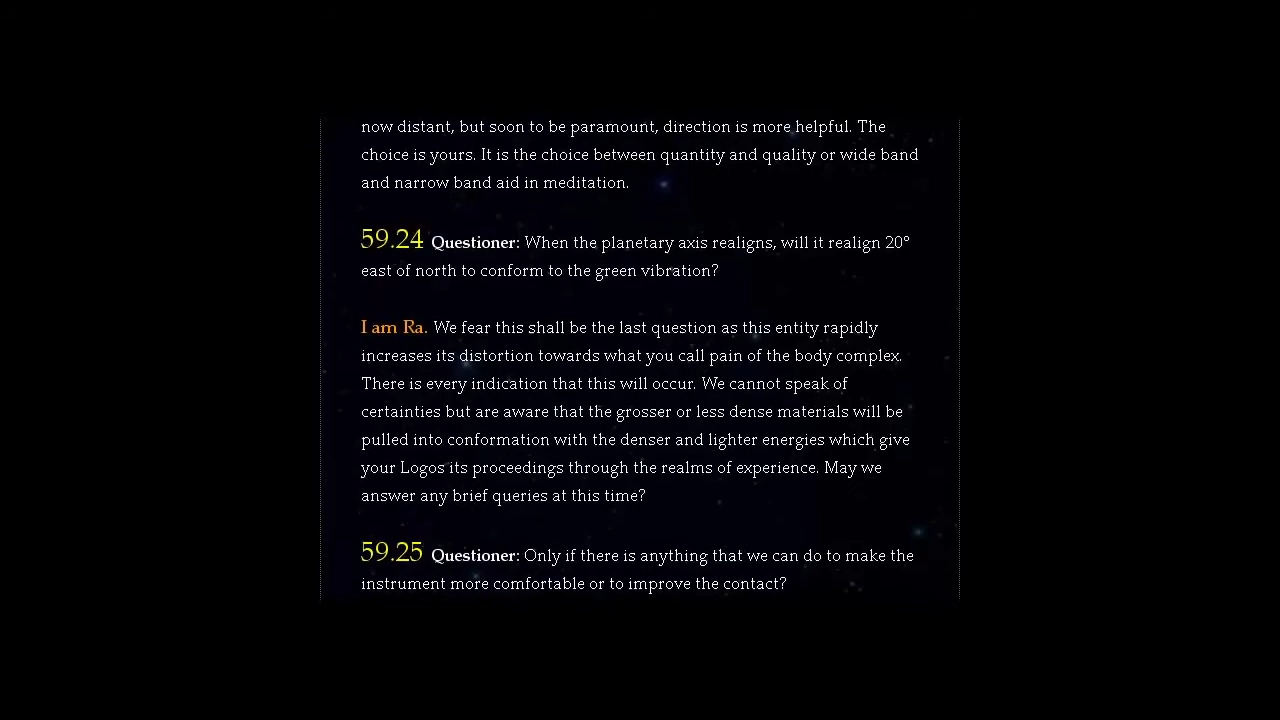 now distant, but soon to be paramount, direction is more helpful. The
choice is yours. It is the choice between quantity and quality or wide band
and narrow band aid in meditation.
59.24 Questioner: When the planetary axis realigns, will it realign 20°
east of north to conform to the green vibration?
I am Ra. We fear this shall be the last question as this entity rapidly
increases its distortion towards what you call pain of the body complex.
There is every indication that this will occur. We cannot speak of
certainties but are aware that the grosser or less dense materials will be
pulled into conformation with the denser and lighter energies which give
your Logos its proceedings through the realms of experience. May we
answer any brief queries at this time?
59.25 Questioner: Only if there is anything that we can do to make the
instrument more comfortable or to improve the contact?